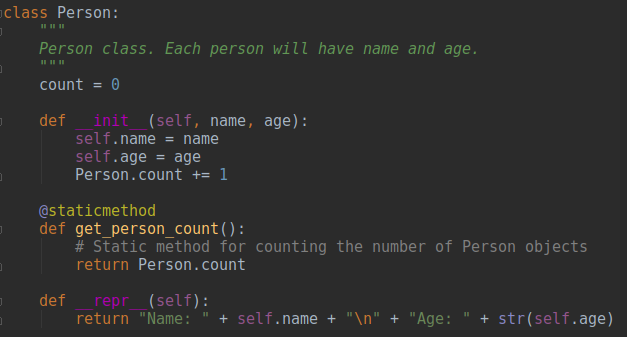 class Person:
    """
    Person class. Each person will have name and age.
    """
    count = 0

    def __init__(self, name, age):
        self.name = name
        self.age = age
        Person.count += 1

    @staticmethod
    def get_person_count():
        # Static method for counting the number of Person objects
        return Person.count

    def __repr__(self):
        return "Name: " + self.name + "\n" + "Age: " + str(self.age)